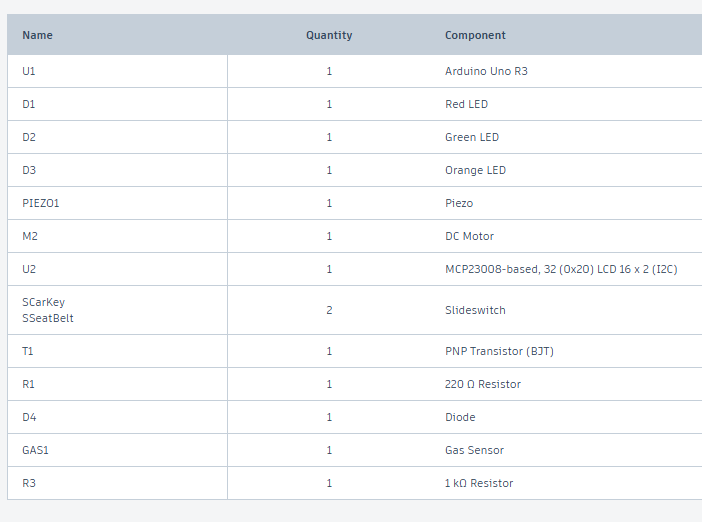 Name Quantity Component
U1 1 Arduino Uno R3
D1 1 Red LED
D2 1 Green LED
D3 1 Orange LED
PIEZO1 1 Piezo
M2 1 DC Motor
U2 1 MCP23008-based, 32 (0x20) LCD 16 x 2 (I2C)
SCarKey
SSeatBelt 2 Slideswitch
T1 1 PNP Transistor (BJT)
R1 1 220 Ω Resistor
D4 1 Diode
GAS1 1 Gas Sensor
R3 1 1 kΩ Resistor